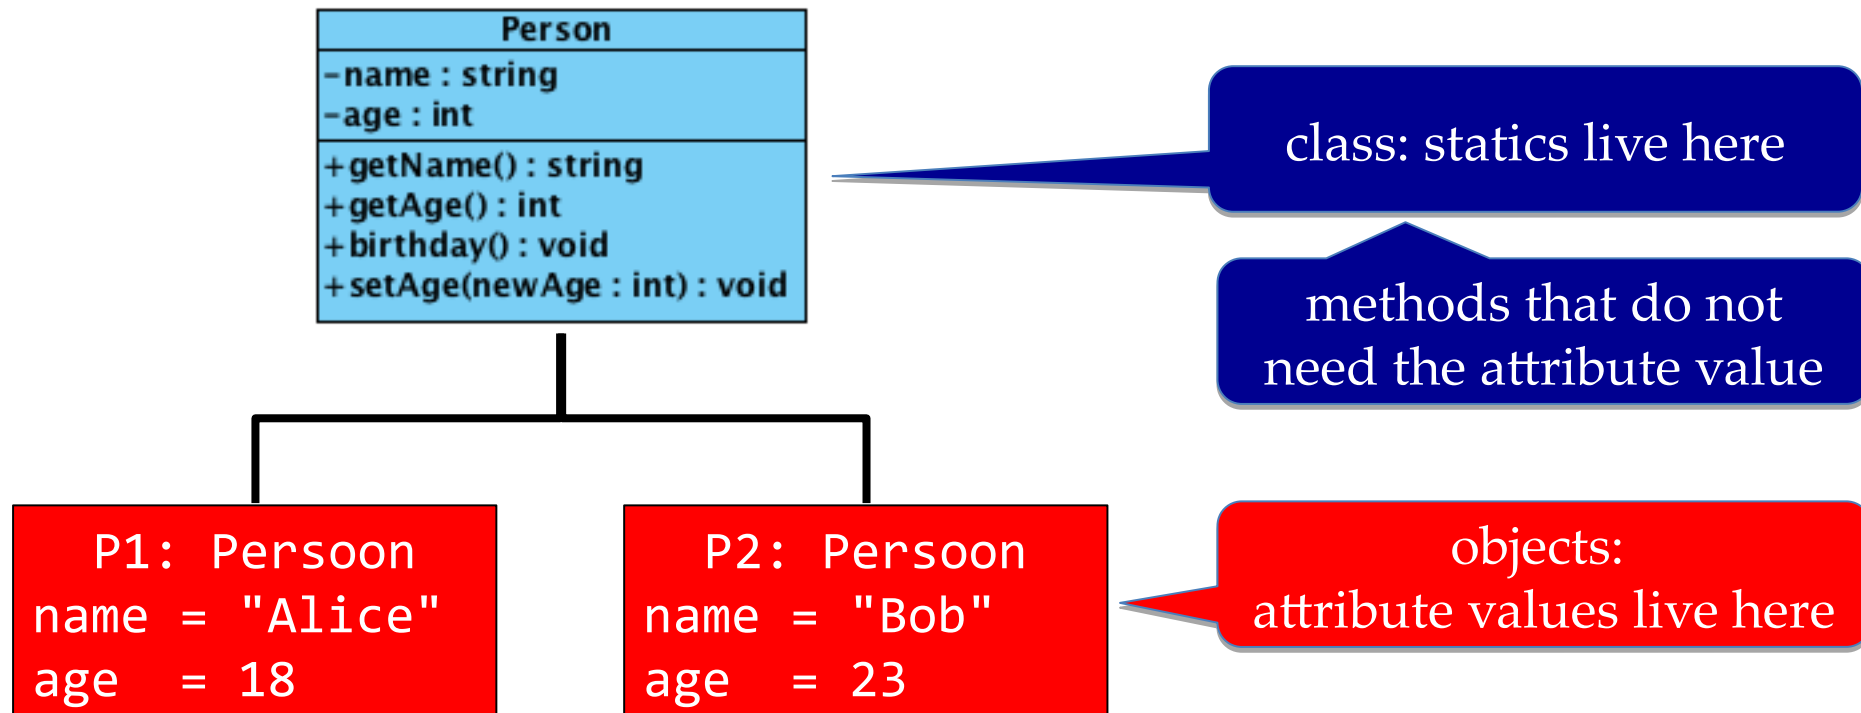 Person
-name : string
-age : int
+getName() : string
+getAge() : int
+birthday() : void
+setAge(newAge : int) : void
class: statics live here
methods that do not
need the attribute value
P1: Persoon
name = "Alice"
age = 18
P2: Persoon
name = "Bob"
age = 23
objects:
attribute values live here